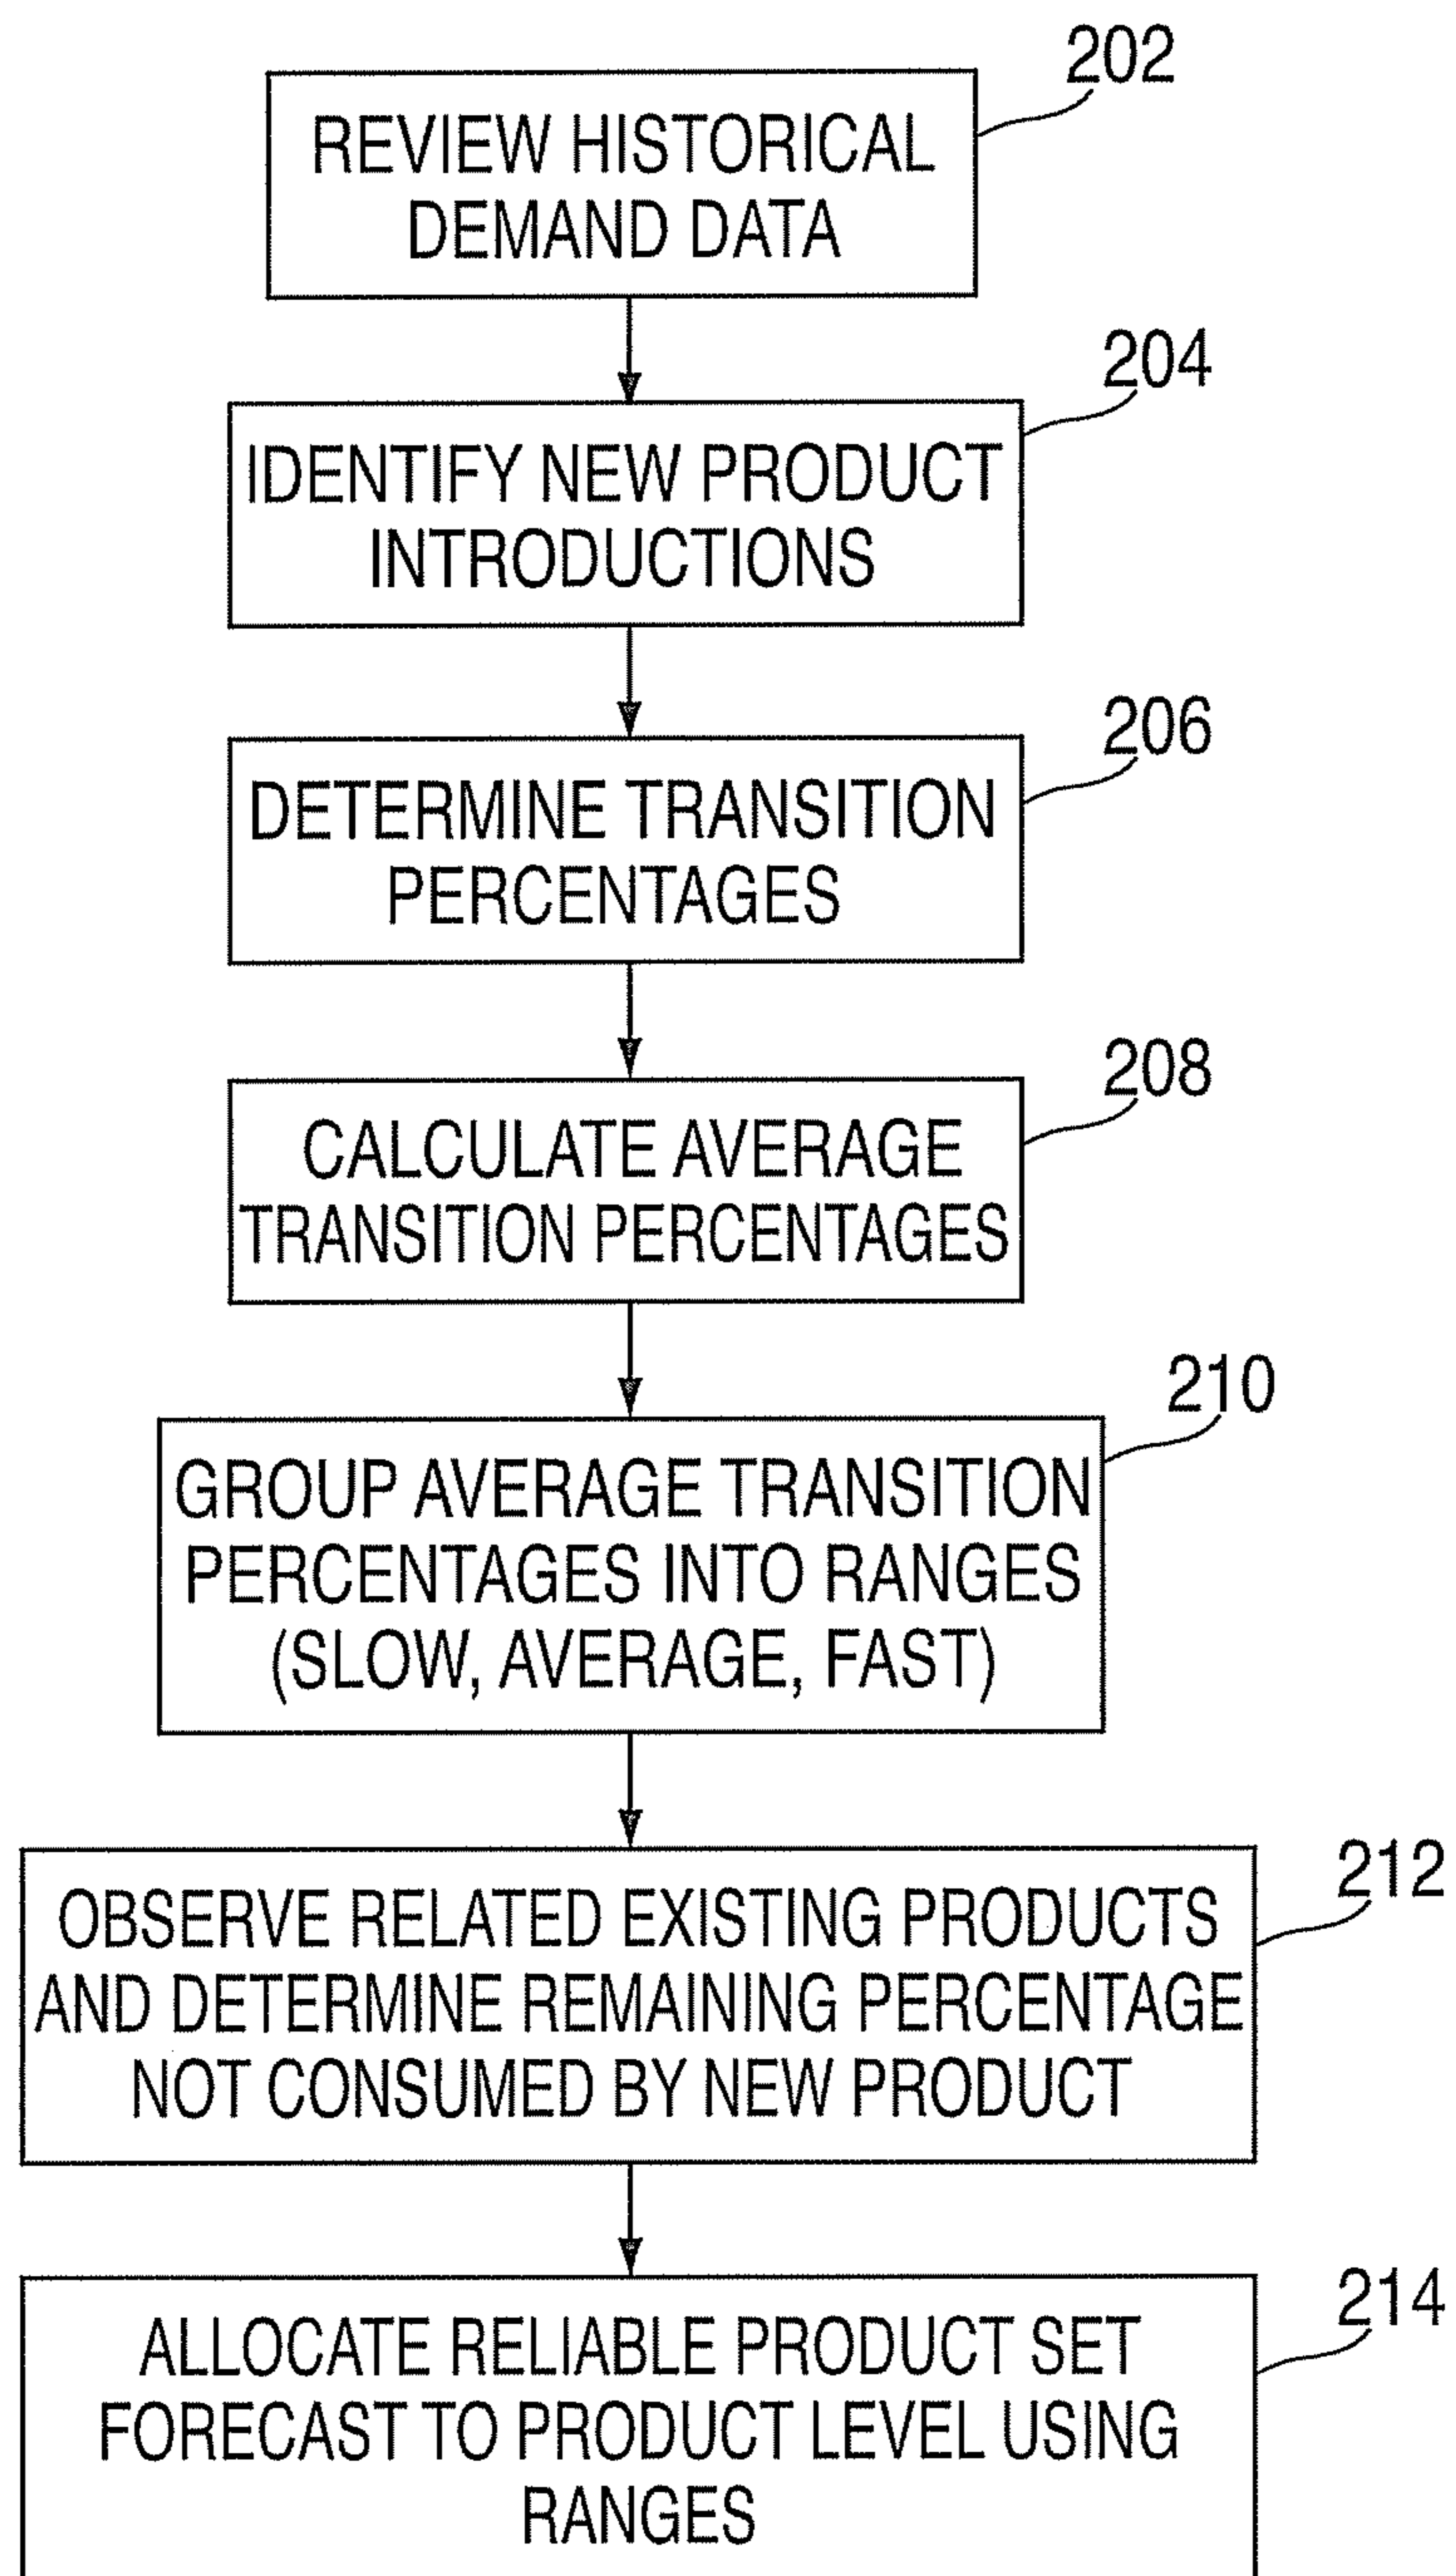 202
REVIEW HISTORICAL
DEMAND DATA
204
IDENTIFY NEW PRODUCT
INTRODUCTIONS
206
DETERMINE TRANSITION
PERCENTAGES
208
CALCULATE AVERAGE
TRANSITION PERCENTAGES
210
GROUP AVERAGE TRANSITION
PERCENTAGES INTO RANGES
(SLOW, AVERAGE, FAST)
212
OBSERVE RELATED EXISTING PRODUCTS
AND DETERMINE REMAINING PERCENTAGE
NOT CONSUMED BY NEW PRODUCT
214
ALLOCATE RELIABLE PRODUCT SET
FORECAST TO PRODUCT LEVEL USING
RANGES